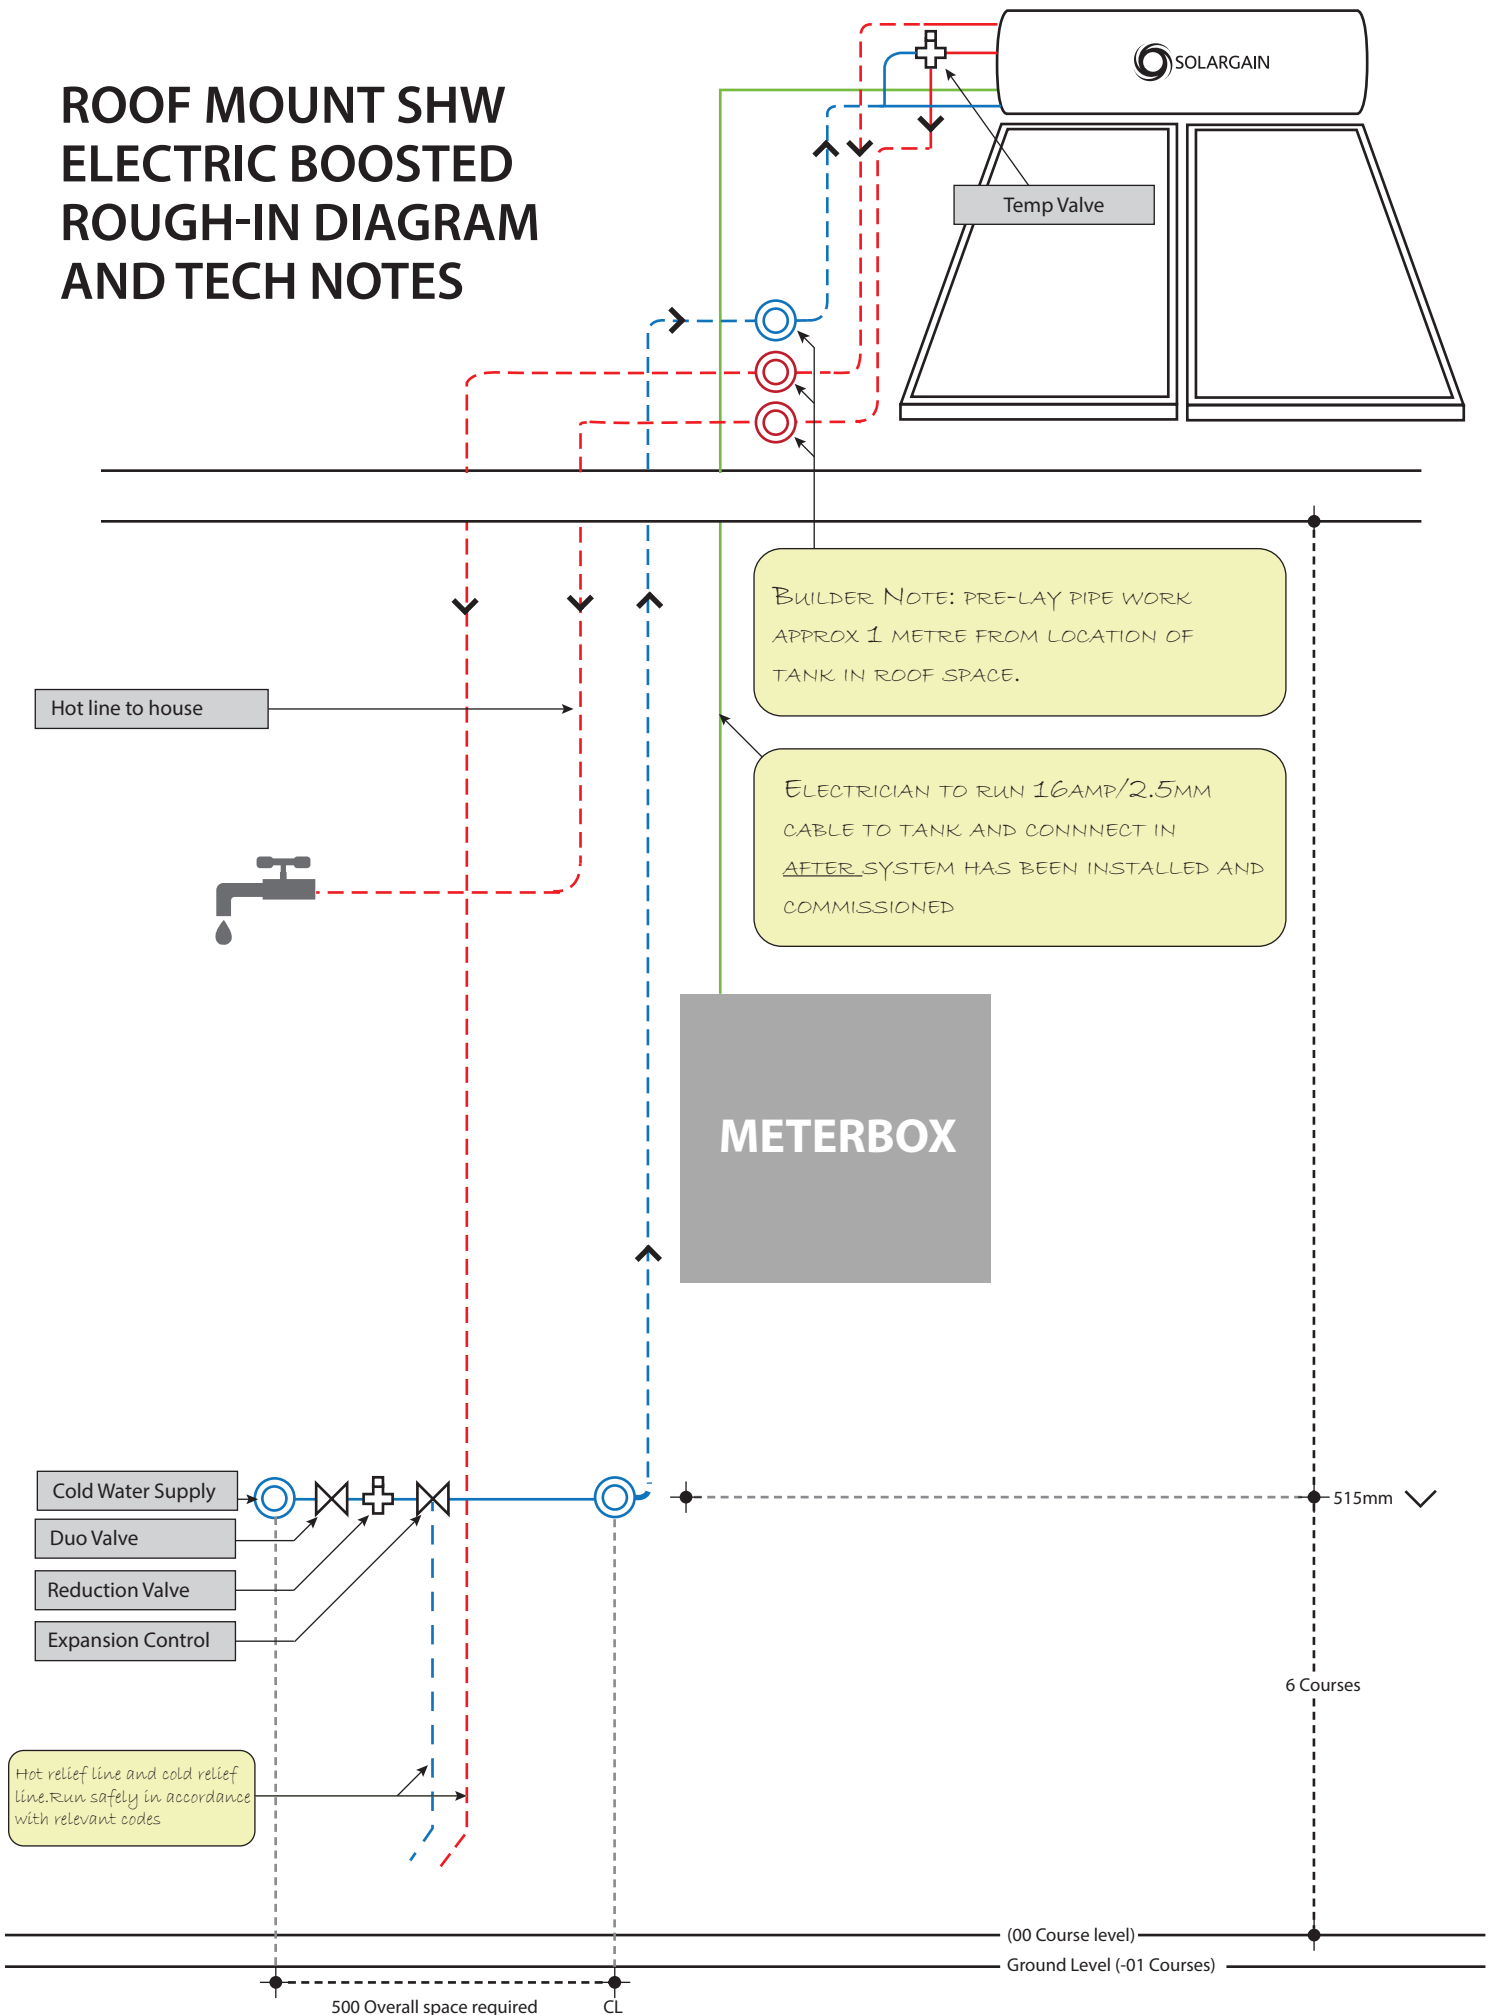 ROOF MOUNT SHW
ELECTRIC BOOSTED
ROUGH-IN DIAGRAM
AND TECH NOTES
SOLARGAIN
Temp Valve
BUILDER NOTE: PRE-LAY PIPE WORK
APPROX 1 METRE FROM LOCATION OF
TANK IN ROOF SPACE.
Hot line to house
ELECTRICIAN TO RUN 16AMP/2.5MM
CABLE TO TANK AND CONNNECT IN
AFTER SYSTEM HAS BEEN INSTALLED AND
COMMISSIONED
METERBOX
Cold Water Supply
515mm
Duo Valve
Reduction Valve
Expansion Control
6 Courses
Hot relief line and cold relief
line.Run safely in accordance
with relevant codes
(00 Course level)
Ground Level (-01 Courses)
500 Overall space required
CL